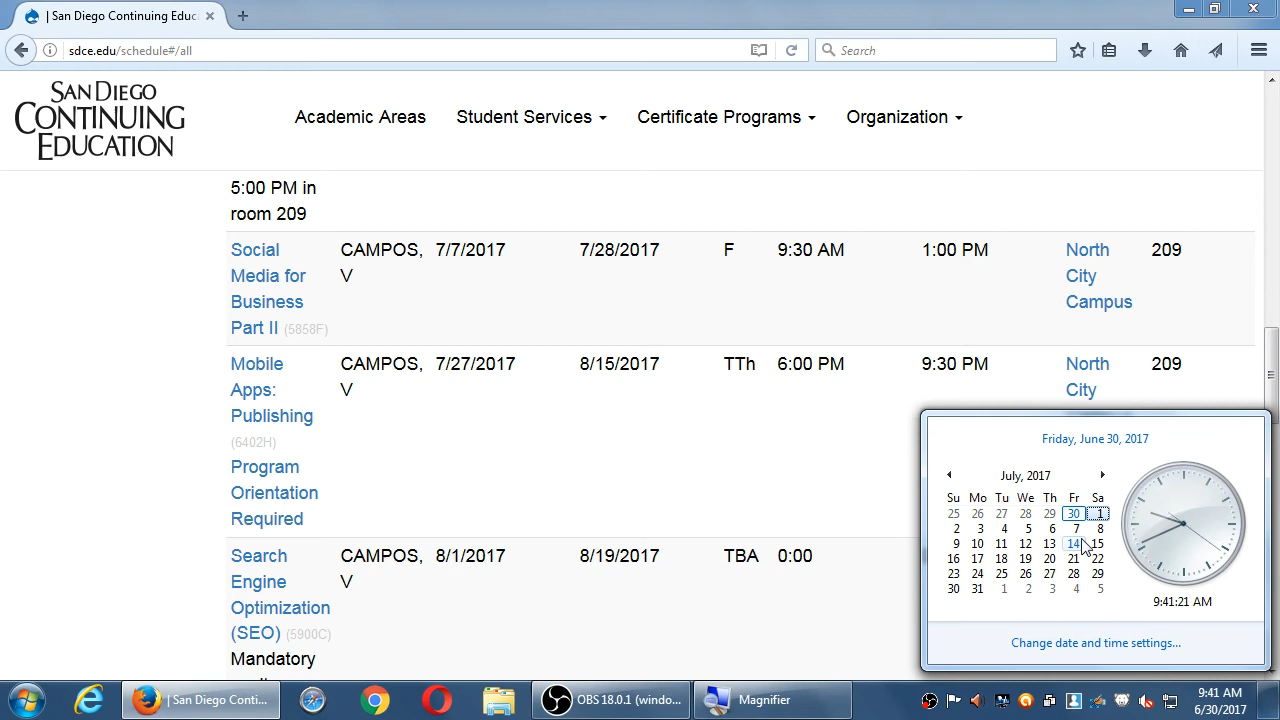 | San Diego Continuing Educ
sdce.edu/schedule#/all
Search
SAN DIEGO
CONTINUING
EDUCATION
Academic Areas Student Services Certificate Programs Organization
5:00 PM in
room 209
Social CAMPOS, 7/7/2017 7/28/2017 F 9:30 AM 1:00 PM North 209
Media for V City
Business Campus
Part II (5858F)
Mobile CAMPOS, 7/27/2017 8/15/2017 TTh 6:00 PM 9:30 PM North 209
Apps: V City
Publishing
(6402H)
Program
Orientation
Required
Search CAMPOS, 8/1/2017 8/19/2017 TBA 0:00
Engine V
Optimization
(SEO) (5900C)
Mandatory
Friday, June 30, 2017
July, 2017
Su Mo Tu We Th Fr Sa
25 26 27 28 29 30 1
2 3 4 5 6 7 8
9 10 11 12 13 14 15
16 17 18 19 20 21 22
23 24 25 26 27 28 29
30 31 1 2 3 4 5
9:41:21 AM
Change date and time settings...
| San Diego Conti... OBS 18.0.1 (windo... Magnifier
9:41 AM
6/30/2017